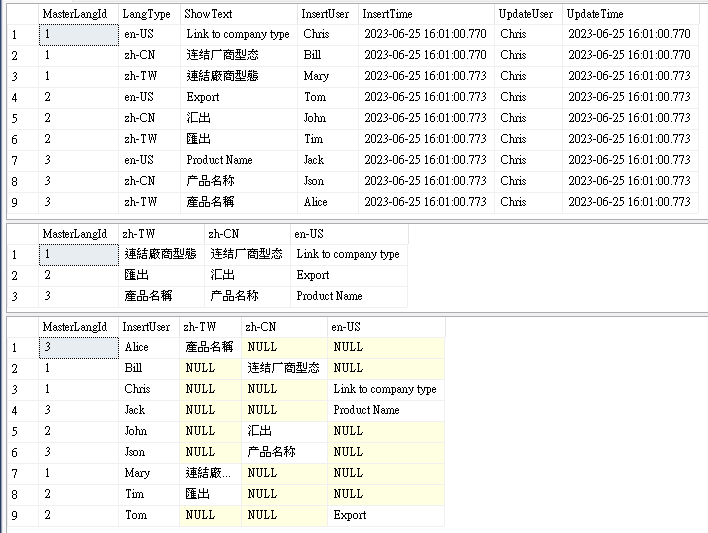 MasterLangId LangType ShowText InsertUser InsertTime UpdateUser UpdateTime
1 1 en-US Link to company type Chris 2023-06-25 16:01:00.770 Chris 2023-06-25 16:01:00.770
2 1 zh-CN 连结厂商型态 Bill 2023-06-25 16:01:00.770 Chris 2023-06-25 16:01:00.770
3 1 zh-TW 連結廠商型態 Mary 2023-06-25 16:01:00.773 Chris 2023-06-25 16:01:00.773
4 2 en-US Export Tom 2023-06-25 16:01:00.773 Chris 2023-06-25 16:01:00.773
5 2 zh-CN 汇出 John 2023-06-25 16:01:00.773 Chris 2023-06-25 16:01:00.773
6 2 zh-TW 匯出 Tim 2023-06-25 16:01:00.773 Chris 2023-06-25 16:01:00.773
7 3 en-US Product Name Jack 2023-06-25 16:01:00.773 Chris 2023-06-25 16:01:00.773
8 3 zh-CN 产品名称 Json 2023-06-25 16:01:00.773 Chris 2023-06-25 16:01:00.773
9 3 zh-TW 產品名稱 Alice 2023-06-25 16:01:00.773 Chris 2023-06-25 16:01:00.773
MasterLangId zh-TW zh-CN en-US
1 1 連結廠商型態 连结厂商型态 Link to company type
2 2 匯出 汇出 Export
3 3 產品名稱 产品名称 Product Name
MasterLangId InsertUser zh-TW zh-CN en-US
1 3 Alice 產品名稱 NULL NULL
2 1 Bill NULL 连结厂商型态 NULL
3 1 Chris NULL NULL Link to company type
4 3 Jack NULL NULL Product Name
5 2 John NULL 汇出 NULL
6 3 Json NULL 产品名称 NULL
7 1 Mary 連結廠... NULL NULL
8 2 Tim 匯出 NULL NULL
9 2 Tom NULL NULL Export